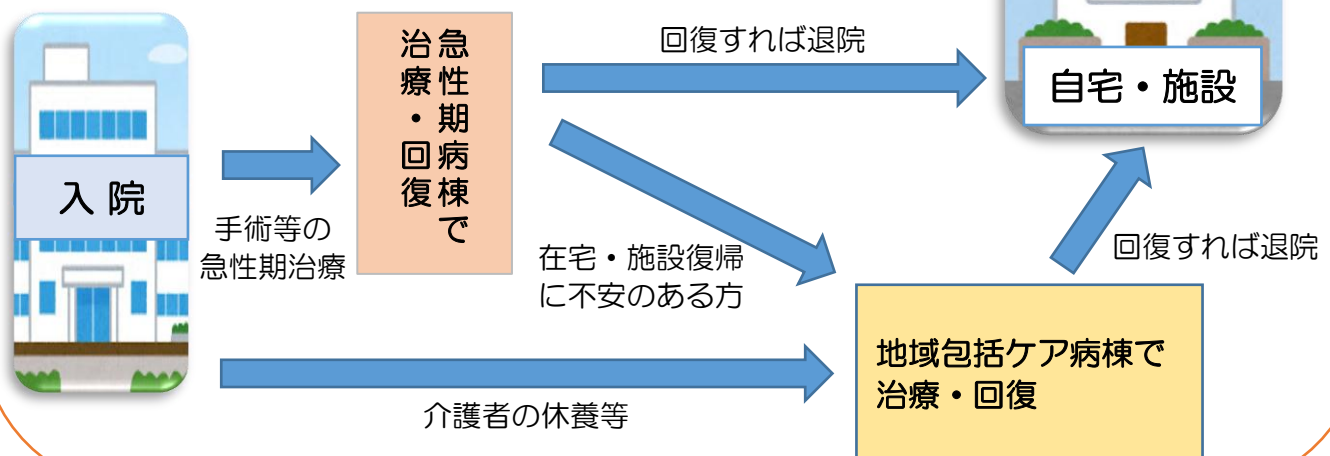 入院
手術等の
急性期治療
急性期病棟で
治療・回復
回復すれば退院
自宅・施設
在宅・施設復帰
に不安のある方
回復すれば退院
介護者の休養等
地域包括ケア病棟で
治療・回復